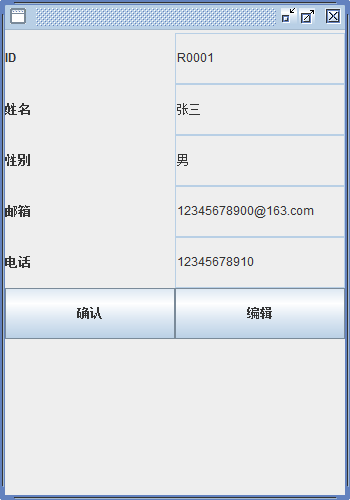 ID R0001
姓名 张三
性别 男
邮箱 12345678900@163.com
电话 12345678910
确认 编辑